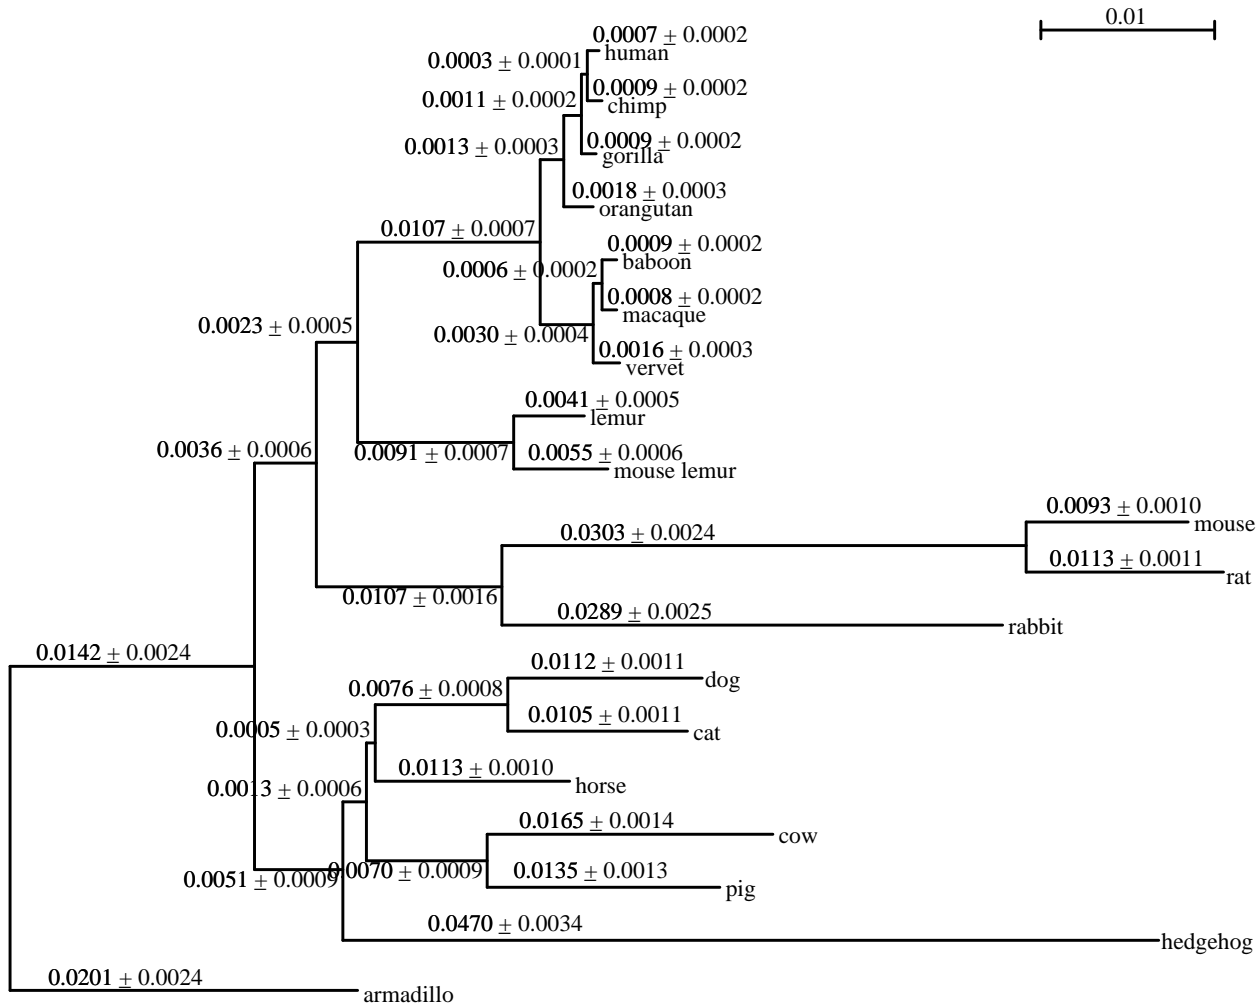 0.01
0.0007 ± 0.0002
human
0.0003 ± 0.0001
0.0009 ± 0.0002
chimp
0.0011 ± 0.0002
0.0009 ± 0.0002
gorilla
0.0013 ± 0.0003
0.0018 ± 0.0003
orangutan
0.0107 ± 0.0007
0.0009 ± 0.0002
baboon
0.0006 ± 0.0002
0.0008 ± 0.0002
macaque
0.0023 ± 0.0005
0.0030 ± 0.0004
0.0016 ± 0.0003
vervet
0.0041 ± 0.0005
lemur
0.0036 ± 0.0006
0.0091 ± 0.0007
0.0055 ± 0.0006
mouse lemur
0.0093 ± 0.0010
mouse
0.0303 ± 0.0024
0.0113 ± 0.0011
rat
0.0107 ± 0.0016
0.0289 ± 0.0025
rabbit
0.0142 ± 0.0024
0.0112 ± 0.0011
dog
0.0076 ± 0.0008
0.0105 ± 0.0011
cat
0.0005 ± 0.0003
0.0113 ± 0.0010
horse
0.0013 ± 0.0006
0.0165 ± 0.0014
cow
0.0070 ± 0.0009
0.0135 ± 0.0013
pig
0.0051 ± 0.0009
0.0470 ± 0.0034
hedgehog
0.0201 ± 0.0024
armadillo